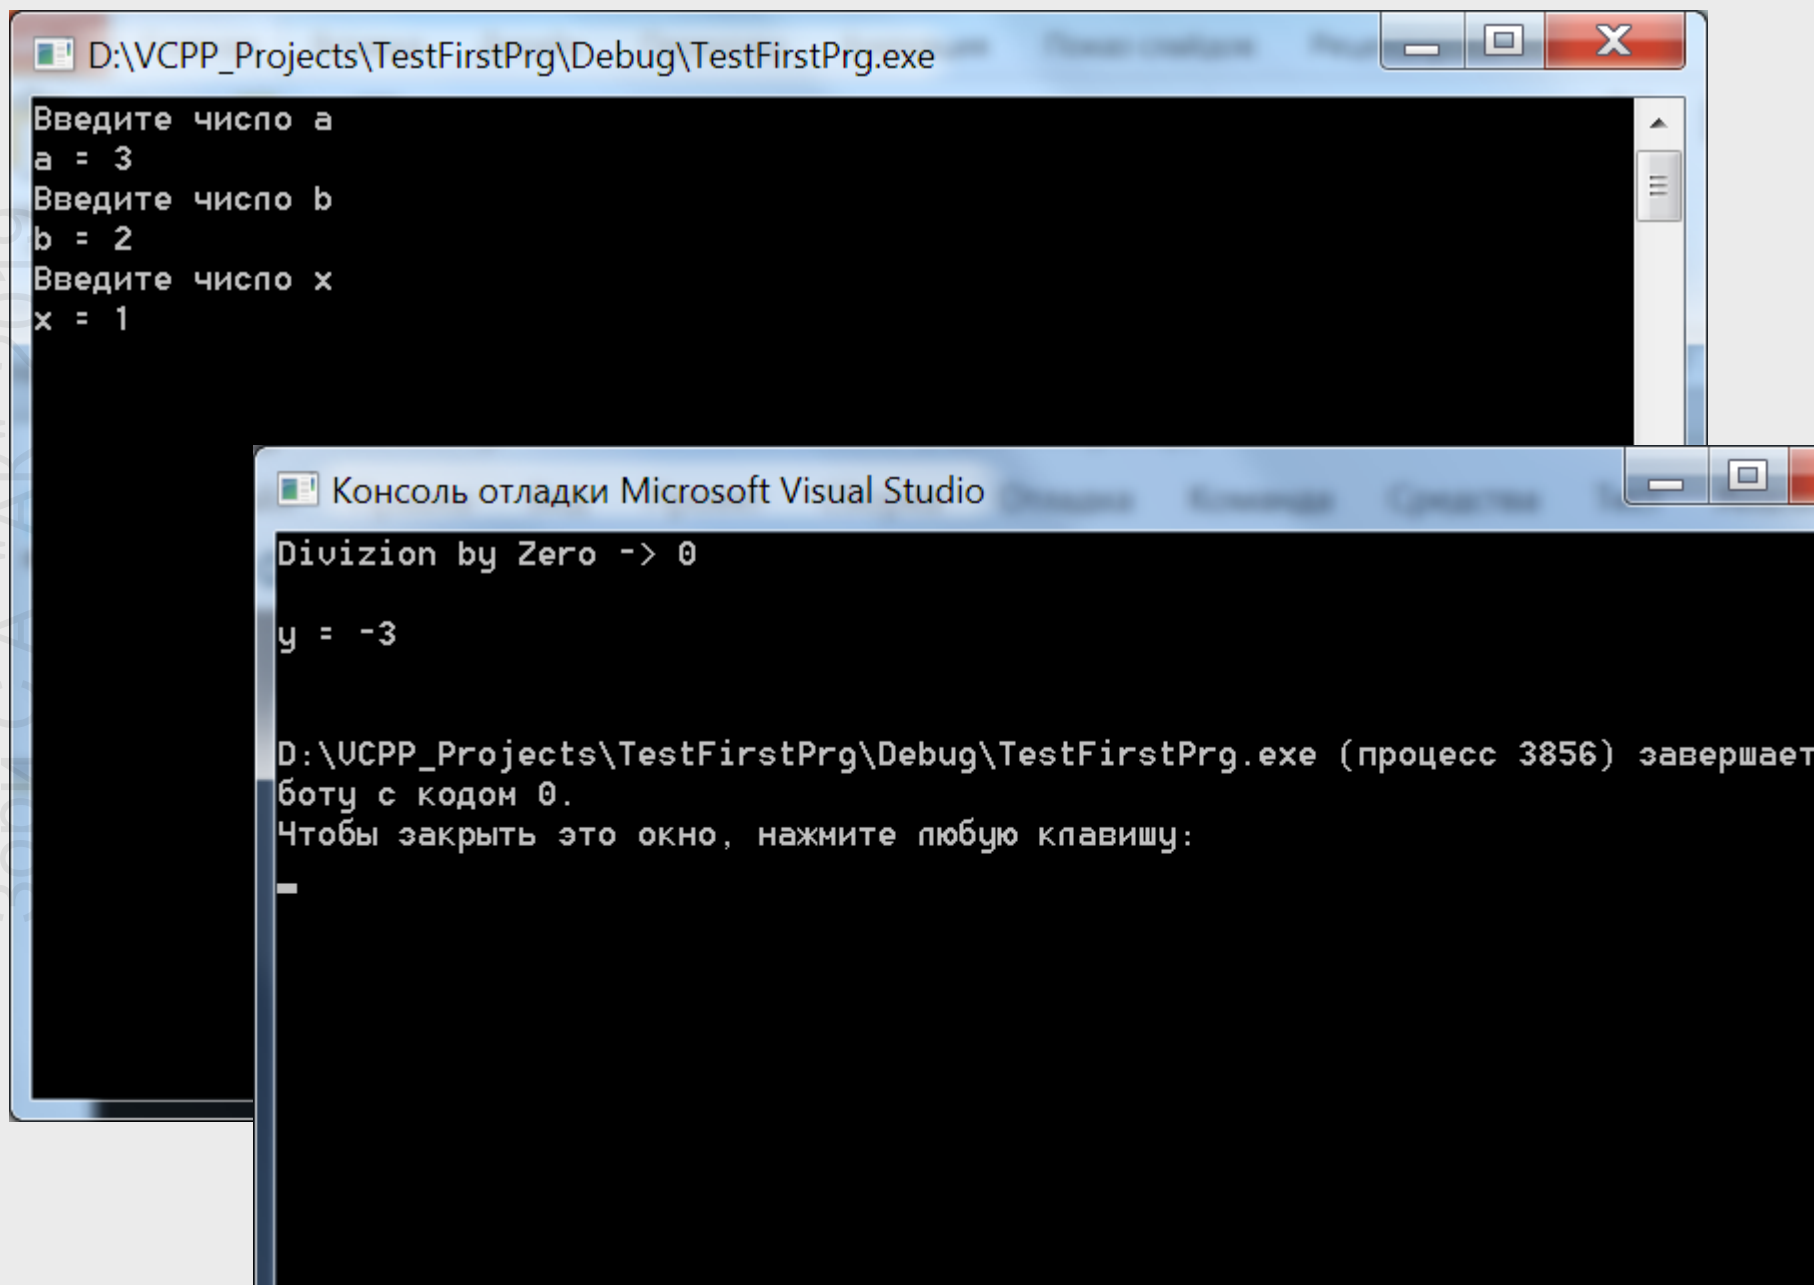 D:\VCPP_Projects\TestFirstPrg\Debug\TestFirstPrg.exe
Введите число a
a = 3
Введите число b
b = 2
Введите число x
x = 1
Консоль отладки Microsoft Visual Studio
Divizion by Zero -> 0
y = -3
D:\VCPP_Projects\TestFirstPrg\Debug\TestFirstPrg.exe (процесс 3856) завершает
боту с кодом 0.
Чтобы закрыть это окно, нажмите любую клавишу: